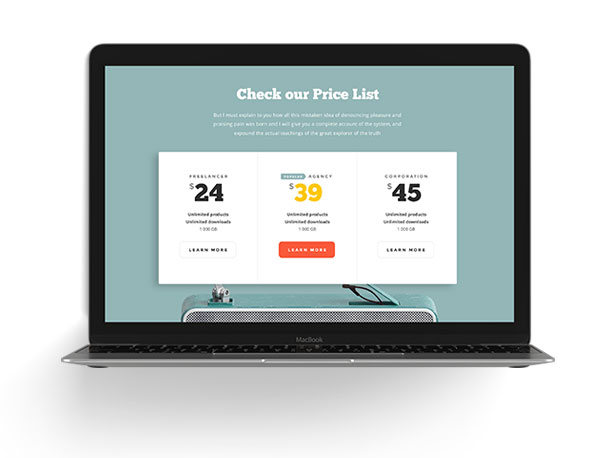 Check our Price List
But I must explain to you how all this mistaken idea of denouncing pleasure and
praising pain was born and I will give you a complete account of the system, and
expound the actual teachings of the great explorer of the truth
FREELANCER
$24
Unlimited products
Unlimited downloads
1 000 GB
LEARN MORE
POPULAR AGENCY
$39
Unlimited products
Unlimited downloads
1 000 GB
LEARN MORE
CORPORATION
$45
Unlimited products
Unlimited downloads
1 000 GB
LEARN MORE
MacBook